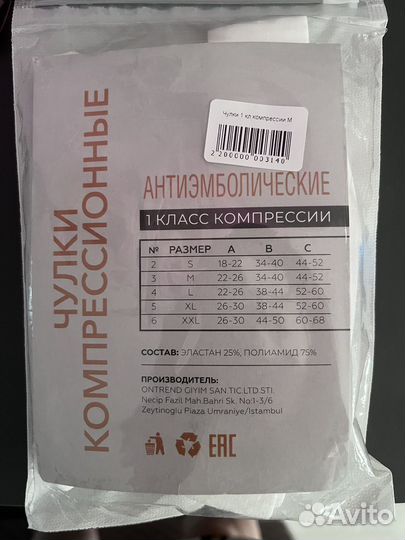 Чулки 1 кл компрессии М
2 200000 003140
ЧУЛКИ
КОМПРЕССИОННЫЕ
АНТИЭМБОЛИЧЕСКИЕ
1 КЛАСС КОМПРЕССИИ
№ РАЗМЕР A B C
2 S 18-22 34-40 44-52
3 M 22-26 34-40 44-52
4 L 22-26 38-44 52-60
5 XL 26-30 38-44 52-60
6 XXL 26-30 44-50 60-68
СОСТАВ: ЭЛАСТАН 25%, ПОЛИАМИД 75%
ПРОИЗВОДИТЕЛЬ:
ONTREND GIYIM SAN TIC.LTD.STI.
Necip Fazil Mah.Bahri Sk. No:1-3/6
Zeytinoglu Plaza Umraniye/Istambul
EAC
Avito